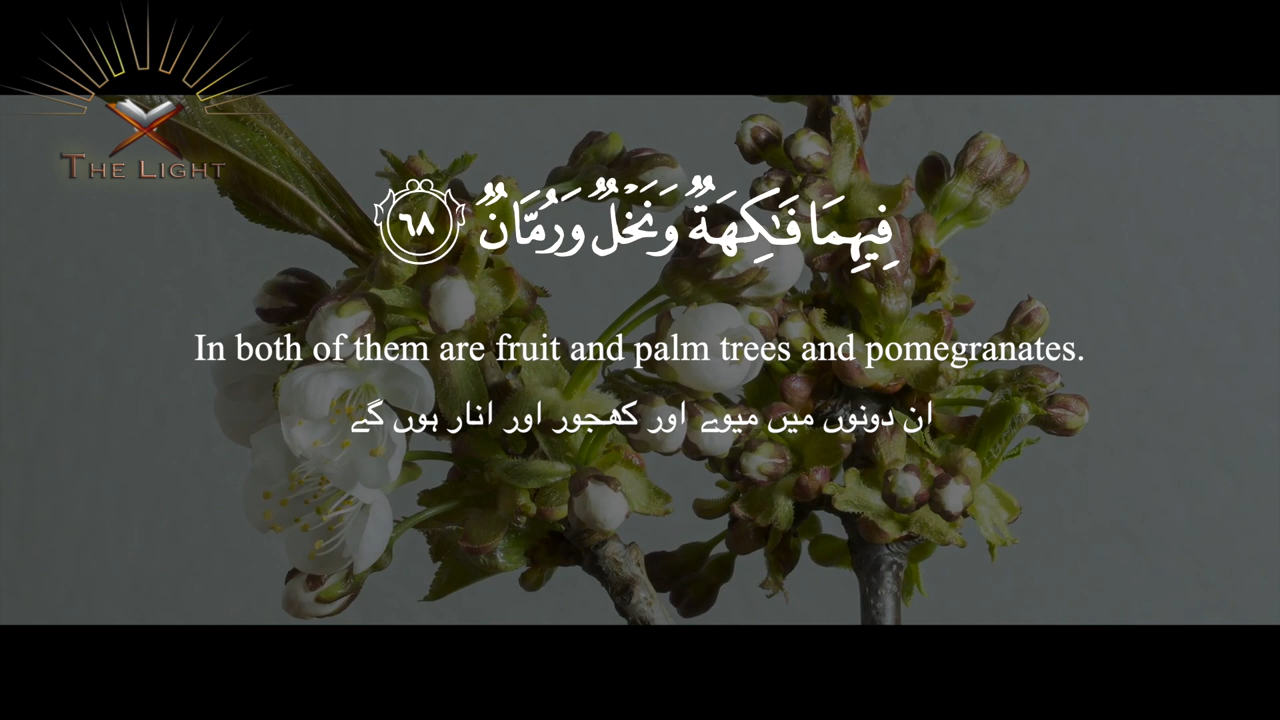 THE LIGHT
فِيهِمَا فَـٰكِهَةٌۭ وَنَخْلٌۭ وَرُمَّانٌۭ ٦٨
In both of them are fruit and palm trees and pomegranates.
ان دونوں میں میوے اور کھجور اور انار ہوں گے